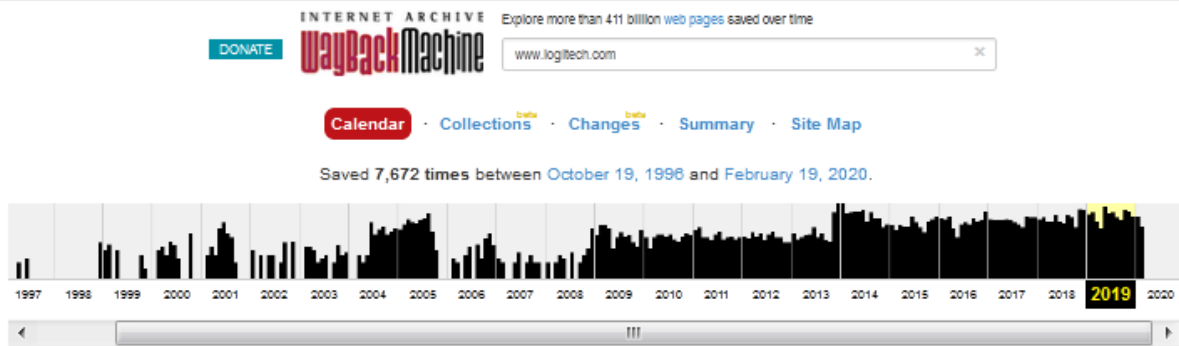 INTERNET ARCHIVE
Explore more than 411 billion web pages saved over time
DONATE
WayBackMachine
www.logitech.com
×
Calendar · Collections beta · Changes beta · Summary · Site Map
Saved 7,672 times between October 19, 1996 and February 19, 2020.
1997 1998 1999 2000 2001 2002 2003 2004 2005 2006 2007 2008 2009 2010 2011 2012 2013 2014 2015 2016 2017 2018 2019 2020